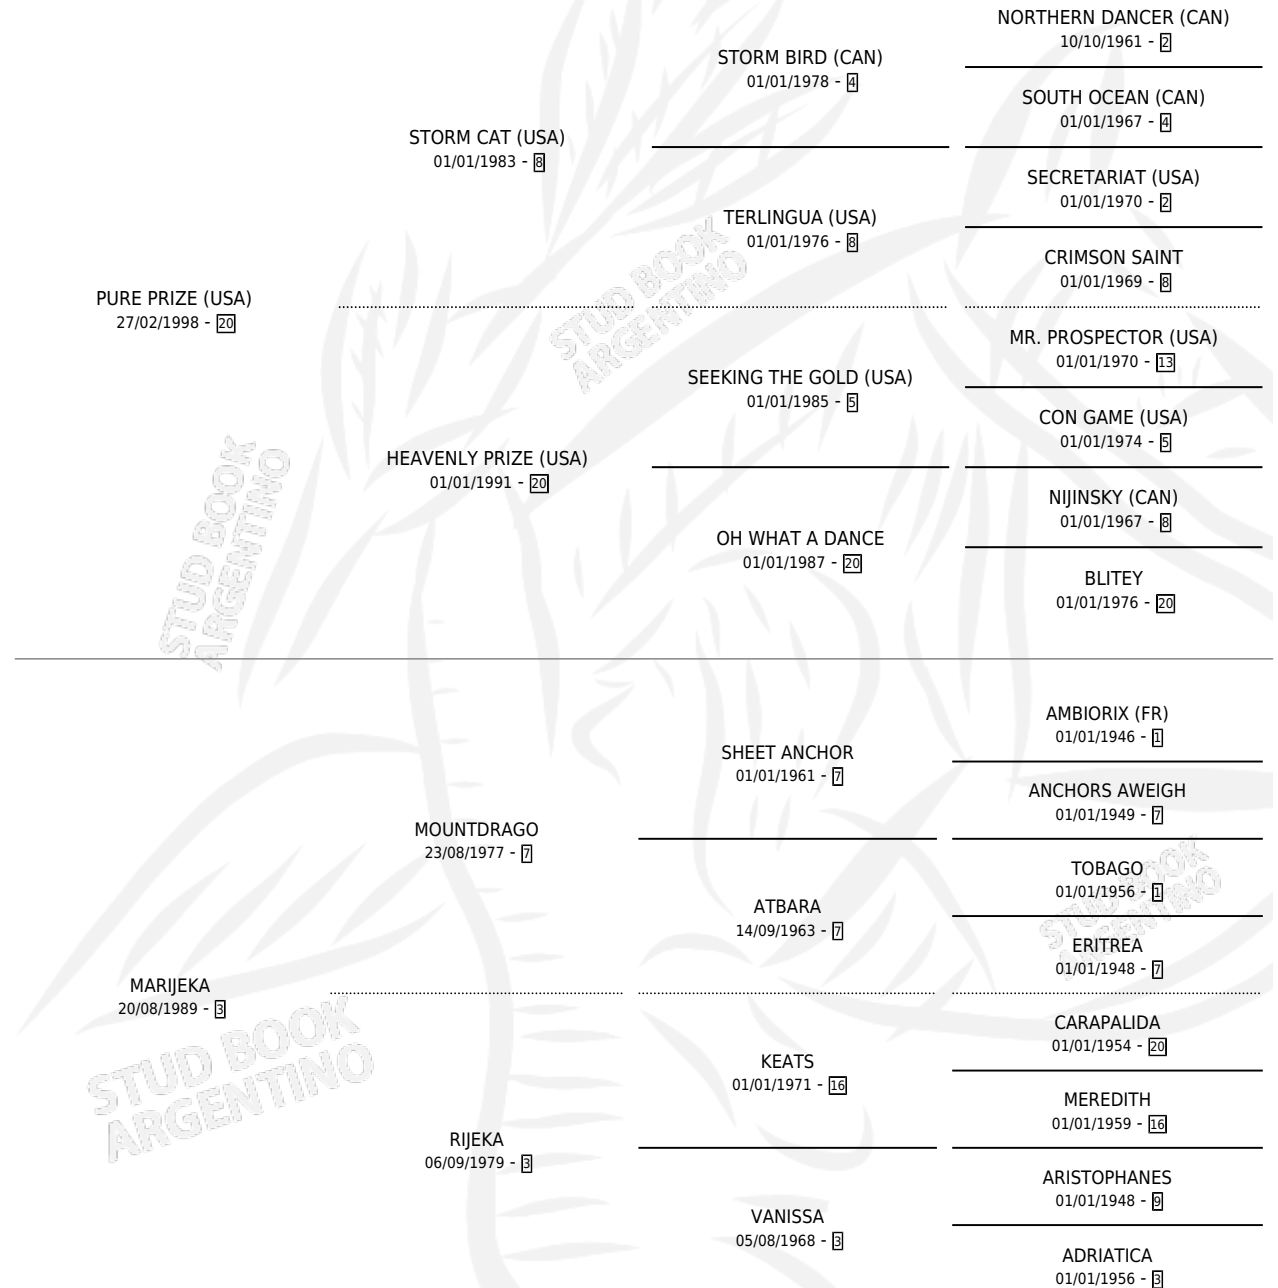 NORTHERN DANCER (CAN)
10/10/1961 - 2
STORM BIRD (CAN)
01/01/1978 - 4
SOUTH OCEAN (CAN)
01/01/1967 - 4
STORM CAT (USA)
01/01/1983 - 8
SECRETARIAT (USA)
01/01/1970 - 2
TERLINGUA (USA)
01/01/1976 - 8
CRIMSON SAINT
01/01/1969 - 8
PURE PRIZE (USA)
27/02/1998 - 20
MR. PROSPECTOR (USA)
01/01/1970 - 13
SEEKING THE GOLD (USA)
01/01/1985 - 5
CON GAME (USA)
01/01/1974 - 5
HEAVENLY PRIZE (USA)
01/01/1991 - 20
NIJINSKY (CAN)
01/01/1967 - 8
OH WHAT A DANCE
01/01/1987 - 20
BLITEY
01/01/1976 - 20
AMBIORIX (FR)
01/01/1946 - 1
SHEET ANCHOR
01/01/1961 - 7
ANCHORS AWEIGH
01/01/1949 - 7
MOUNTDRAGO
23/08/1977 - 7
TOBAGO
01/01/1956 - 1
ATBARA
14/09/1963 - 7
ERITREA
01/01/1948 - 7
MARIJEKA
20/08/1989 - 3
CARAPALIDA
01/01/1954 - 20
KEATS
01/01/1971 - 16
MEREDITH
01/01/1959 - 16
RIJEKA
06/09/1979 - 3
ARISTOPHANES
01/01/1948 - 9
VANISSA
05/08/1968 - 3
ADRIATICA
01/01/1956 - 3
STUD BOOK
ARGENTINO
STUD BOOK
ARGENTINO
STUD BOOK
ARGENTINO
STUD BOOK
ARGENTINO